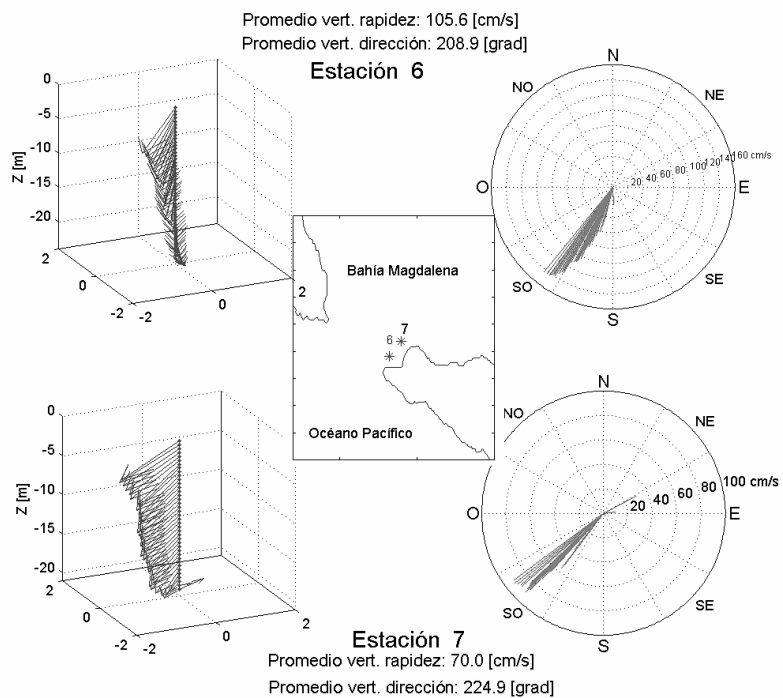 Promedio vert. rapidez: 105.6 [cm/s]
Promedio vert. dirección: 208.9 [grad]
Estación 6
0
-5
-10
-15
-20
Z [m]
2
0
-2
-2
0
2
N
NO
NE
20 40 60 80 100 120 140 160 cm/s
O
E
SO
SE
S
Bahía Magdalena
7
6
Océano Pacífico
0
-5
-10
-15
-20
Z [m]
2
0
-2
-2
0
2
N
NO
NE
20 40 60 80 100 cm/s
O
E
SO
SE
S
Estación 7
Promedio vert. rapidez: 70.0 [cm/s]
Promedio vert. dirección: 224.9 [grad]